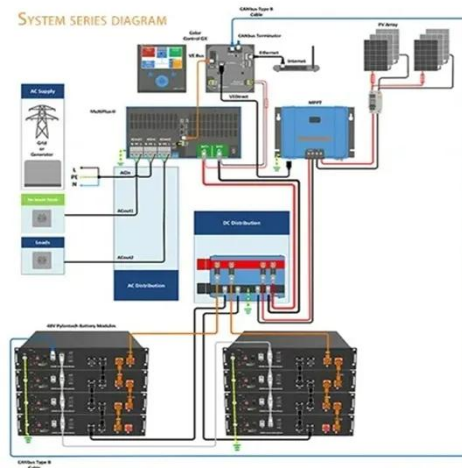 SYSTEM SERIES DIAGRAM
CANbus Type B
Cable
Color
Control GX
CANbus Terminator
PV Array
VE Bus
Ethernet
Internet
AC Supply
VE Direct
MPPT
MultiPlus-II
Grid
or
Generator
L
PE
N
ACin
ACout1
Loads
DC Distribution
ACout2
AC Distribution
48V Pylontech Battery Modules
CANbus Type B
Cable